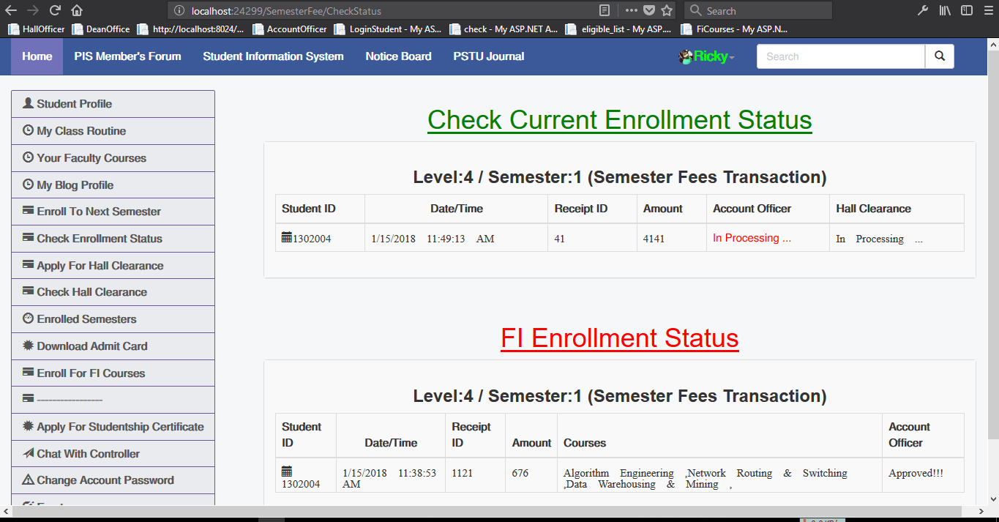 localhost:24299/SemesterFee/CheckStatus
Search
HallOfficer DeanOffice http://localhost:8024/... AccountOfficer LoginStudent - My AS... check - My ASP.NET A... eligible_list - My ASP.... FiCourses - My ASP.N...
Home PIS Member's Forum Student Information System Notice Board PSTU Journal Ricky Search
Student Profile
My Class Routine
Your Faculty Courses
My Blog Profile
Enroll To Next Semester
Check Enrollment Status
Apply For Hall Clearance
Check Hall Clearance
Enrolled Semesters
Download Admit Card
Enroll For FI Courses
-----------------
Apply For Studentship Certificate
Chat With Controller
Change Account Password
Check Current Enrollment Status
Level:4 / Semester:1 (Semester Fees Transaction)
Student ID Date/Time Receipt ID Amount Account Officer Hall Clearance
1302004 1/15/2018 11:49:13 AM 41 4141 In Processing ... In Processing ...
FI Enrollment Status
Level:4 / Semester:1 (Semester Fees Transaction)
Student ID Date/Time Receipt ID Amount Courses Account Officer
1302004 1/15/2018 11:38:53 AM 1121 676 Algorithm Engineering ,Network Routing & Switching ,Data Warehousing & Mining , Approved!!!